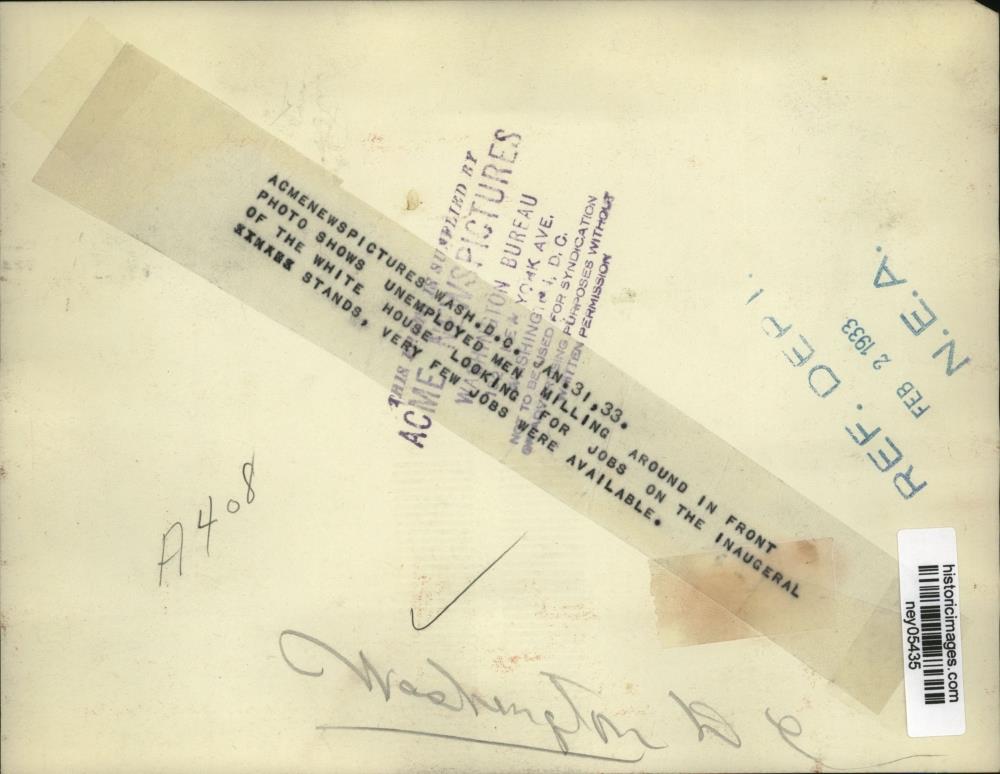 ACMENEWSPICTURES WASH.D.C. JAN.31,33.
PHOTO SHOWS UNEMPLOYED MEN MILLING AROUND IN FRONT
OF THE WHITE HOUSE LOOKING FOR JOBS ON THE INAUGERAL
STANDS, VERY FEW JOBS WERE AVAILABLE.
THIS IS SUPPLIED BY
ACME NEWSPICTURES
WASHINGTON BUREAU
NEW YORK AVE.
WASHINGTON, D.C.
NOT TO BE USED FOR SYNDICATION
OR ADVERTISING PURPOSES WITHOUT
WRITTEN PERMISSION
REF. DEPT.
FEB 2 1933
N.E.A.
A408
Washington D C
historicimages.com
ney05435